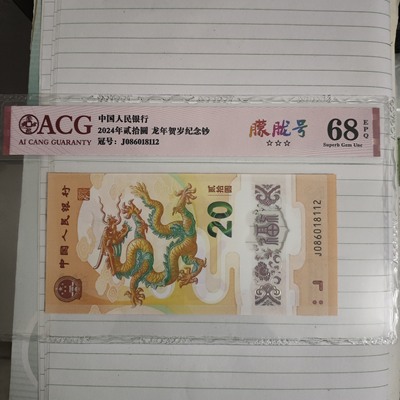 ACG
AI CANG GUARANTY
中国人民银行
2024年贰拾圆 龙年贺岁纪念钞
冠号: J086018112
朦胧号
☆☆☆
68
EPQ
Superb Gem Unc
中国人民银行
贰拾圆
20
J086018112